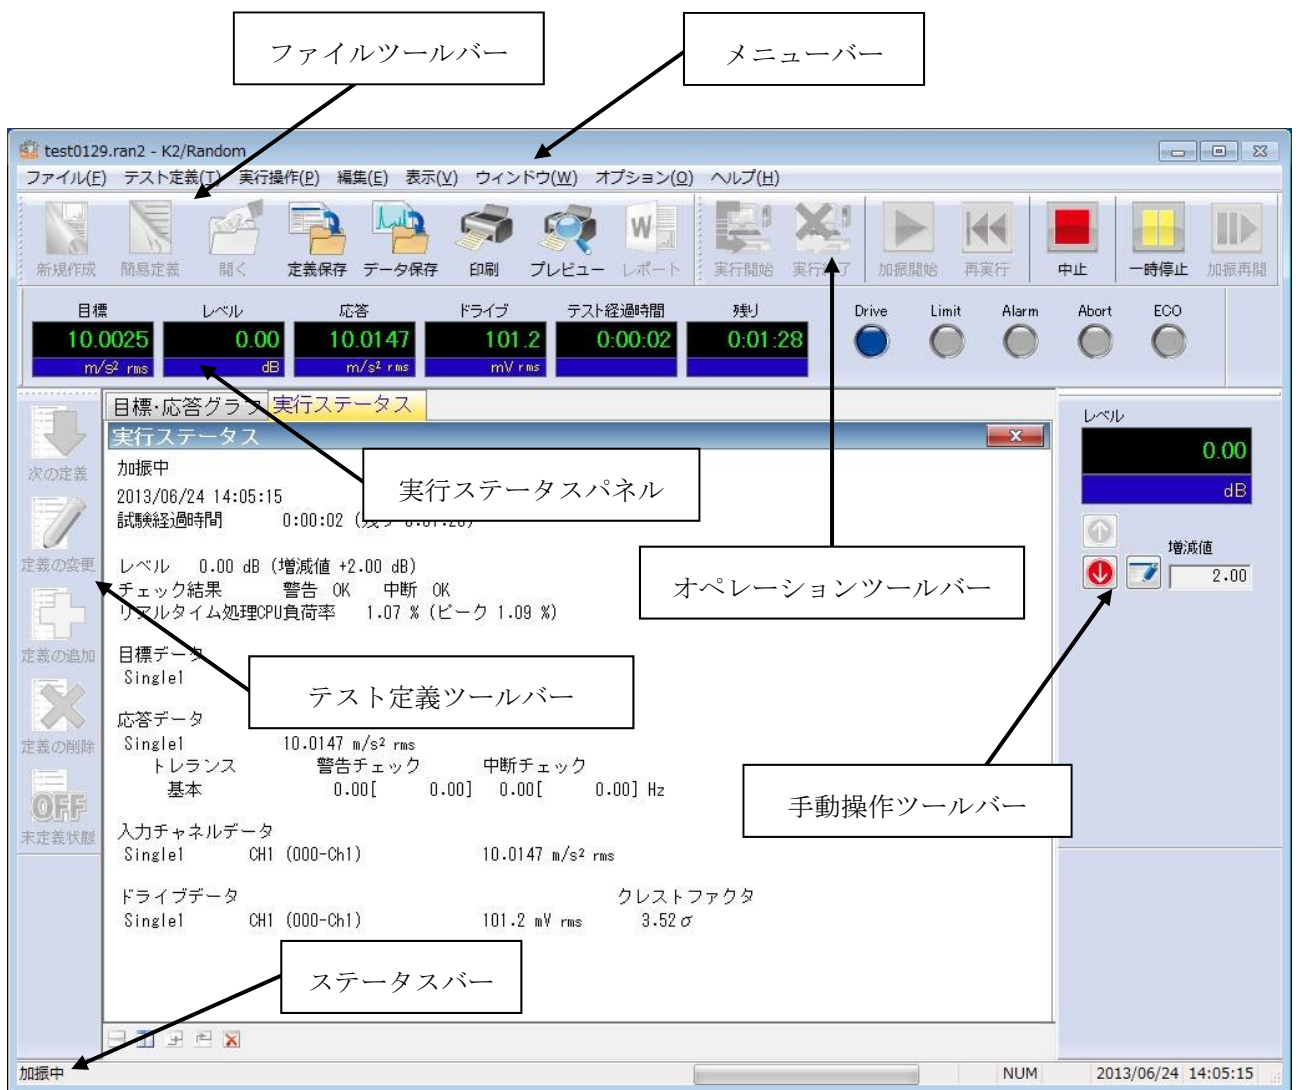 ファイルツールバー
メニューバー
test0129.ran2 - K2/Random
ファイル(F) テスト定義(T) 実行操作(P) 編集(E) 表示(V) ウィンドウ(W) オプション(O) ヘルプ(H)
新規作成 簡易定義 開く 定義保存 データ保存 印刷 プレビュー レポート 実行開始 実行終了 加振開始 再実行 中止 一時停止 加振再開
目標 レベル 応答 ドライブ テスト経過時間 残り Drive Limit Alarm Abort ECO
10.0025 0.00 10.0147 101.2 0:00:02 0:01:28
m/s² rms dB m/s² rms mV rms
目標・応答グラフ 実行ステータス
実行ステータス
レベル
0.00
dB
増減値
2.00
次の定義
定義の変更
定義の追加
定義の削除
OFF
未定義状態
加振中
2013/06/24 14:05:15
試験経過時間 0:00:02 (残り 0:01:28)
実行ステータスパネル
レベル 0.00 dB (増減値 +2.00 dB)
チェック結果 警告 OK 中断 OK
リアルタイム処理CPU負荷率 1.07 % (ピーク 1.09 %)
オペレーションツールバー
目標データ
Single1
テスト定義ツールバー
応答データ
Single1 10.0147 m/s² rms
トレランス 警告チェック 中断チェック
基本 0.00[ 0.00] 0.00[ 0.00] Hz
手動操作ツールバー
入力チャネルデータ
Single1 CH1 (000-Ch1) 10.0147 m/s² rms
ドライブデータ クレストファクタ
Single1 CH1 (000-Ch1) 101.2 mV rms 3.52 σ
ステータスバー
加振中 NUM 2013/06/24 14:05:15